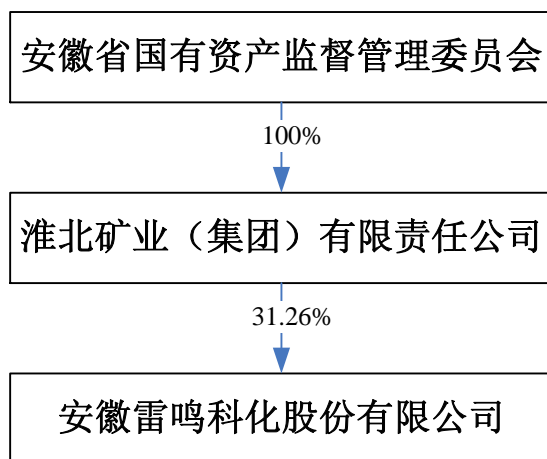 安徽省国有资产监督管理委员会
100%
淮北矿业（集团）有限责任公司
31.26%
安徽雷鸣科化股份有限公司